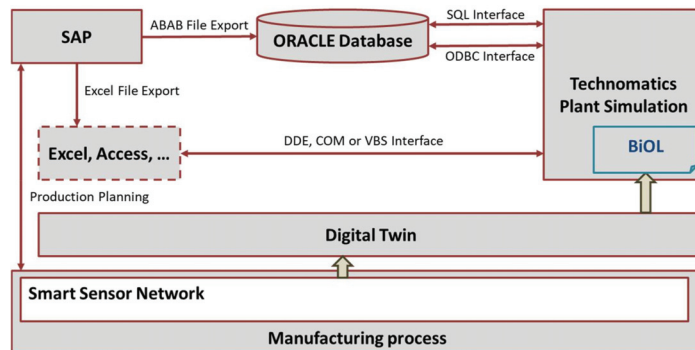 ABAB File Export
SQL Interface
SAP
ORACLE Database
ODBC Interface
Technomatics
Plant Simulation
Excel File Export
BiOL
DDE, COM or VBS Interface
Excel, Access, ...
Production Planning
Digital Twin
Smart Sensor Network
Manufacturing process